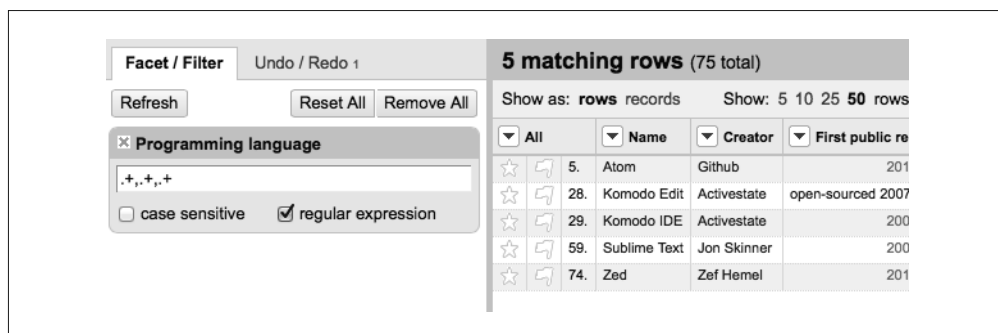 Facet / Filter Undo / Redo 1
Refresh Reset All Remove All
Programming language
.+,.+,.+
case sensitive regular expression
5 matching rows (75 total)
Show as: rows records Show: 5 10 25 50 rows
All Name Creator First public re
5. Atom Github 201
28. Komodo Edit Activestate open-sourced 2007
29. Komodo IDE Activestate 200
59. Sublime Text Jon Skinner 200
74. Zed Zef Hemel 201